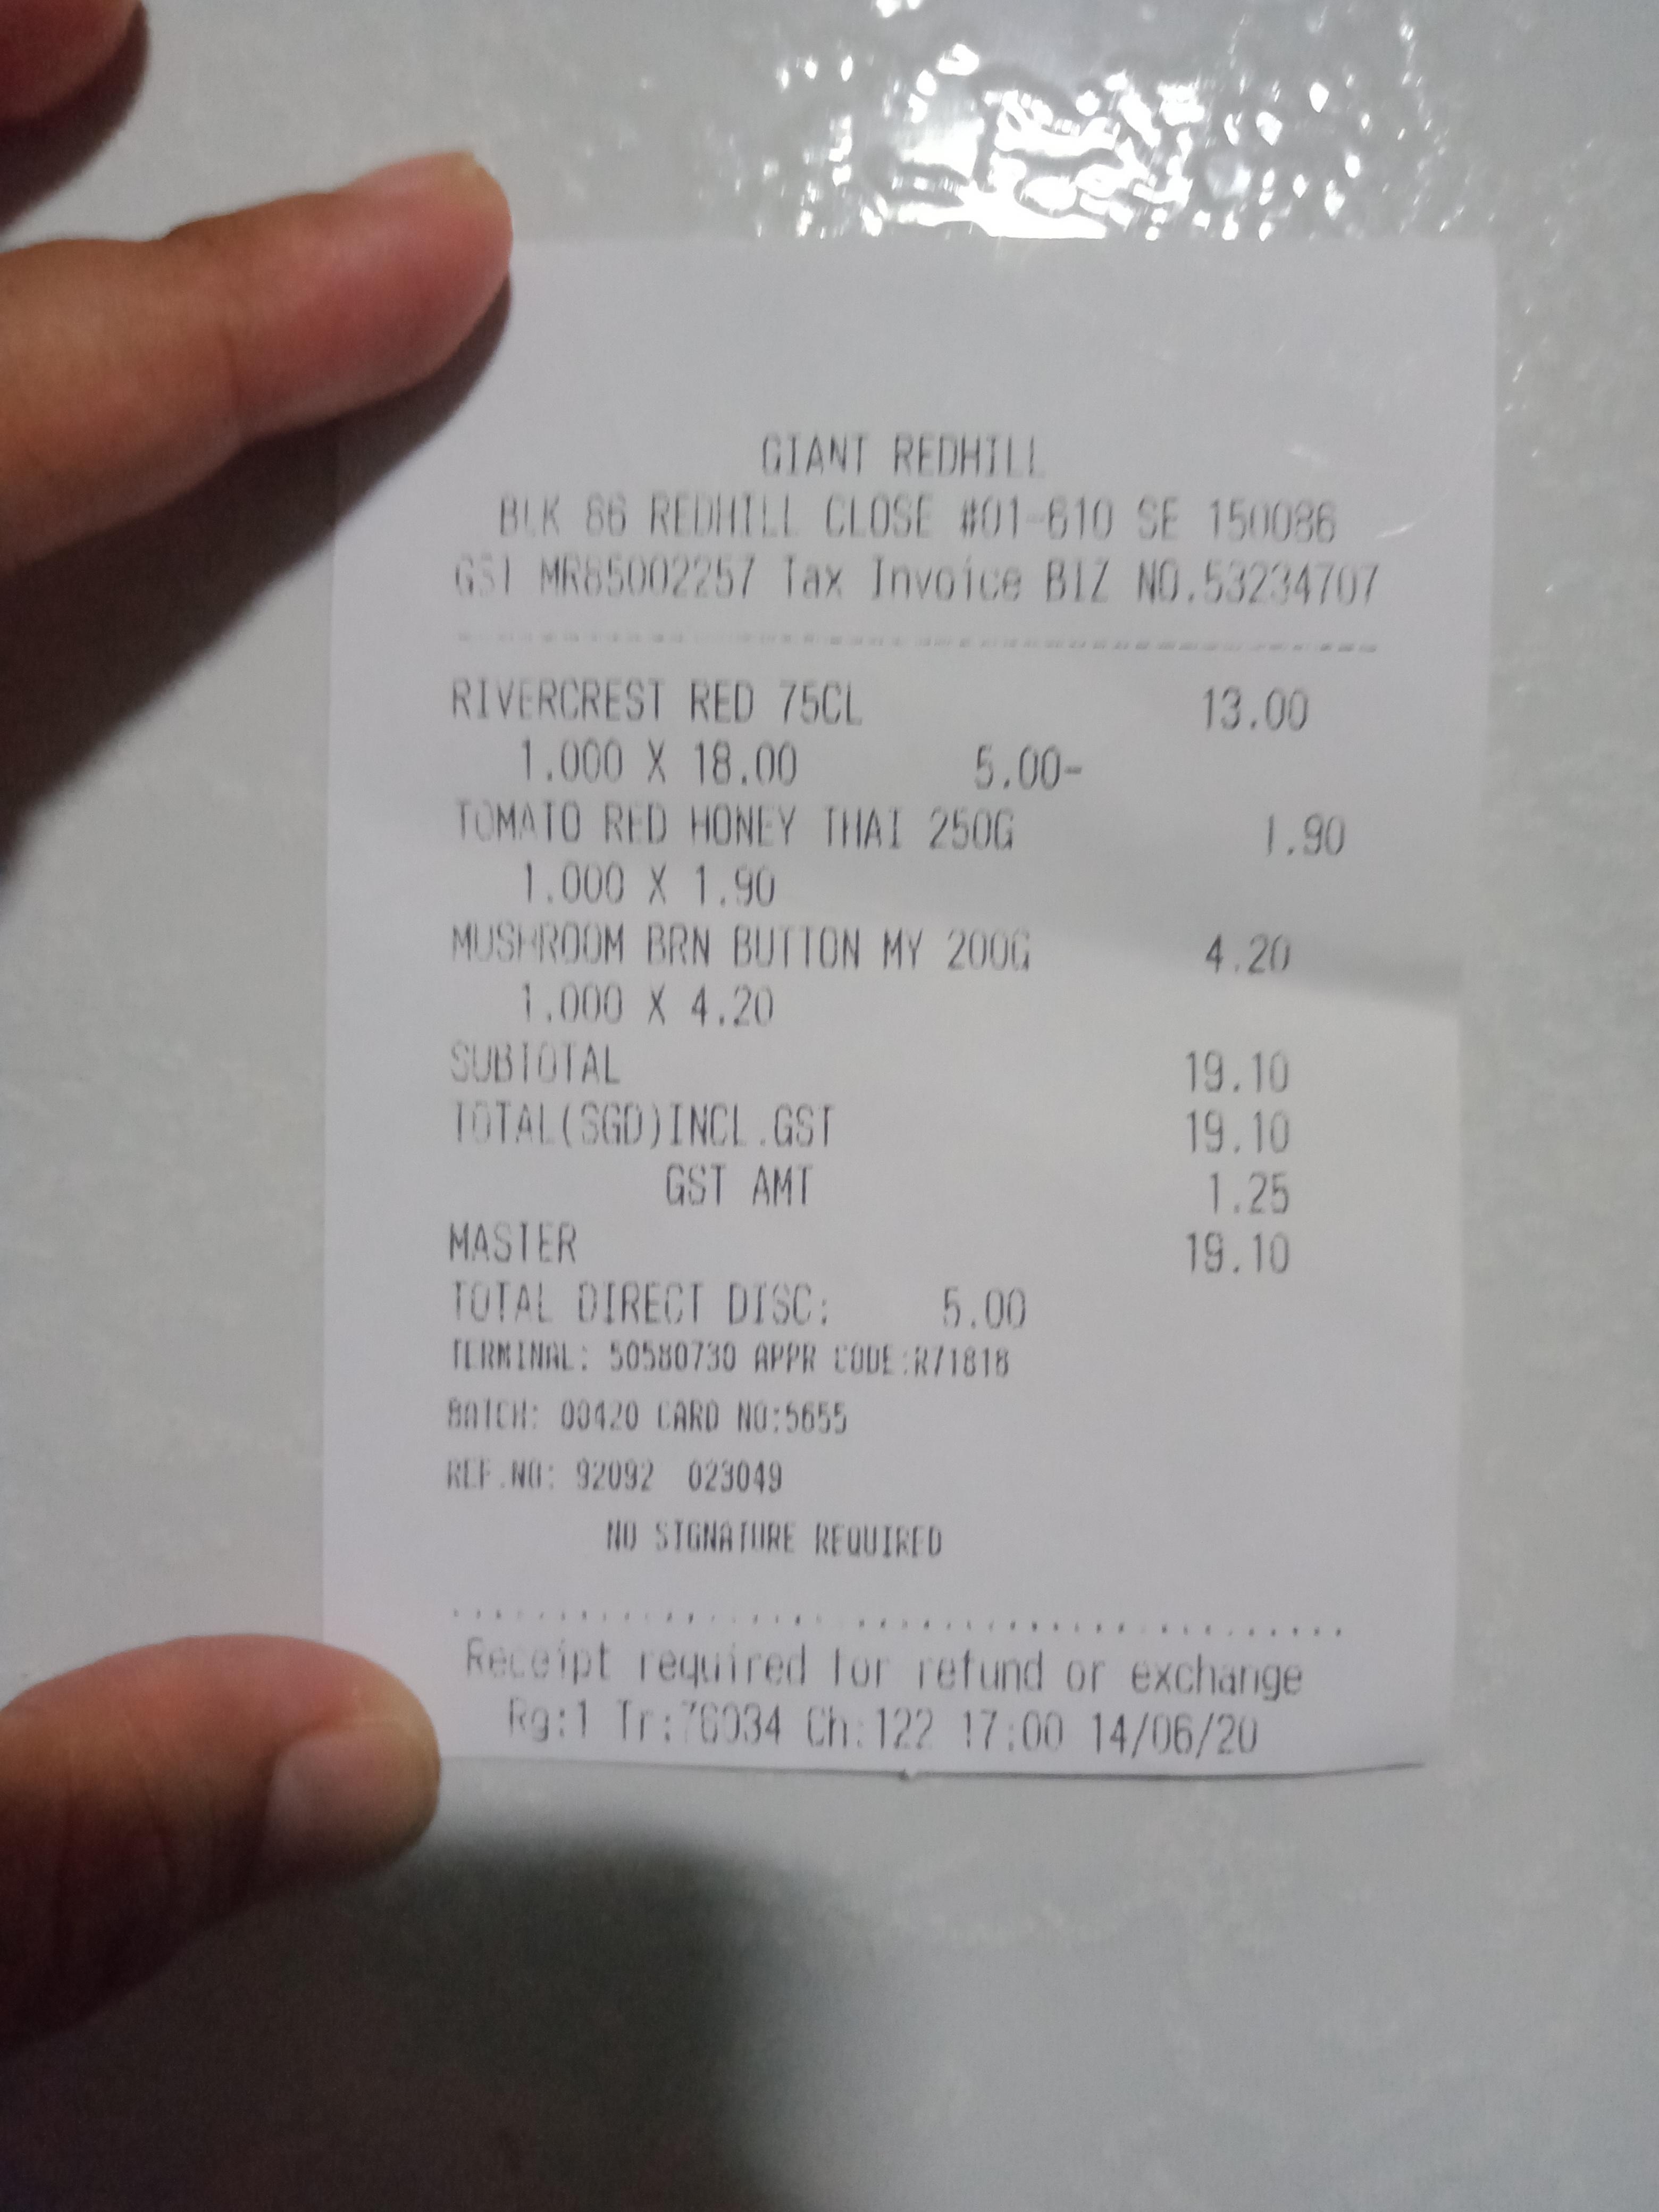 GIANT REDHILL
BLK 86 REDHILL CLOSE #01-610 SE 150086
GST MR85002257 Tax Invoice BIZ NO.53234707
RIVERCREST RED 75CL 13.00
1.000 X 18.00 5.00-
TOMATO RED HONEY THAI 250G 1.90
1.000 X 1.90
MUSHROOM BRN BUTTON MY 200G 4.20
1.000 X 4.20
SUBTOTAL 19.10
TOTAL(SGD)INCL.GST 19.10
GST AMT 1.25
MASTER 19.10
TOTAL DIRECT DISC: 5.00
TERMINAL: 50580730 APPR CODE:R71818
BATCH: 00420 CARD NO:5655
REF.NO: 92092 023049
NO SIGNATURE REQUIRED
Receipt required for refund or exchange
Rg:1 Tr:76034 Ch:122 17:00 14/06/20